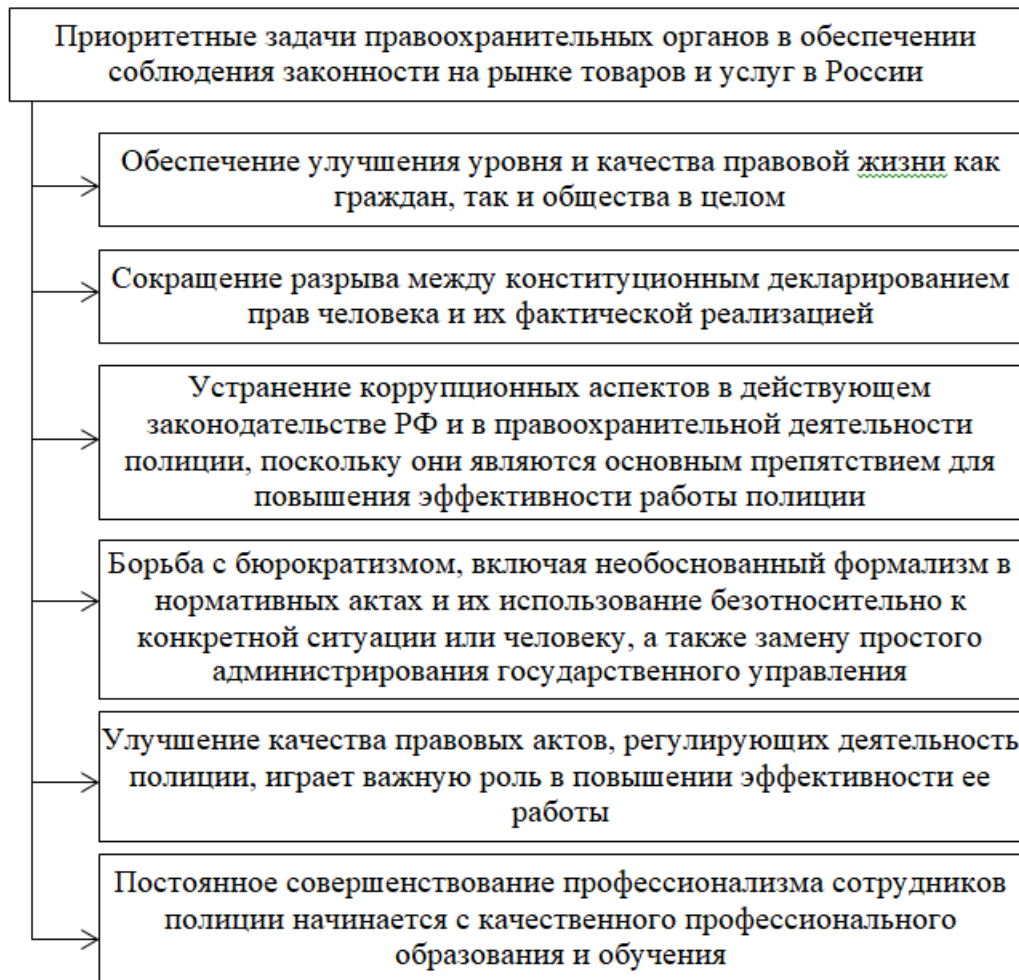 Приоритетные задачи правоохранительных органов в обеспечении
соблюдения законности на рынке товаров и услуг в России
Обеспечение улучшения уровня и качества правовой жизни как
граждан, так и общества в целом
Сокращение разрыва между конституционным декларированием
прав человека и их фактической реализацией
Устранение коррупционных аспектов в действующем
законодательстве РФ и в правоохранительной деятельности
полиции, поскольку они являются основным препятствием для
повышения эффективности работы полиции
Борьба с бюрократизмом, включая необоснованный формализм в
нормативных актах и их использование безотносительно к
конкретной ситуации или человеку, а также замену простого
администрирования государственного управления
Улучшение качества правовых актов, регулирующих деятельность
полиции, играет важную роль в повышении эффективности ее
работы
Постоянное совершенствование профессионализма сотрудников
полиции начинается с качественного профессионального
образования и обучения